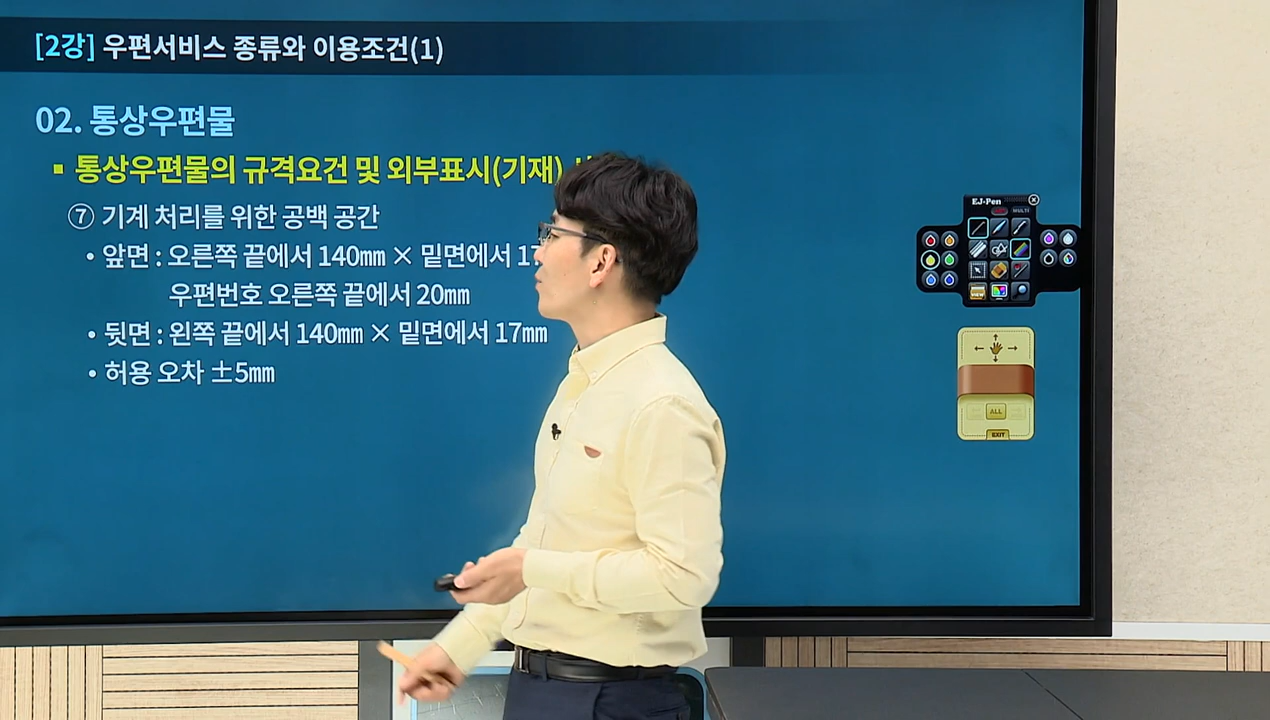 [2강] 우편서비스 종류와 이용조건(1)
02. 통상우편물
▪ 통상우편물의 규격요건 및 외부표시(기재)
⑦ 기계 처리를 위한 공백 공간
• 앞면 : 오른쪽 끝에서 140㎜ × 밑면에서
우편번호 오른쪽 끝에서 20㎜
• 뒷면 : 왼쪽 끝에서 140㎜ × 밑면에서 17㎜
• 허용 오차 ±5㎜
EJ-Pen
MULTI
VIEW
ALL
EXIT